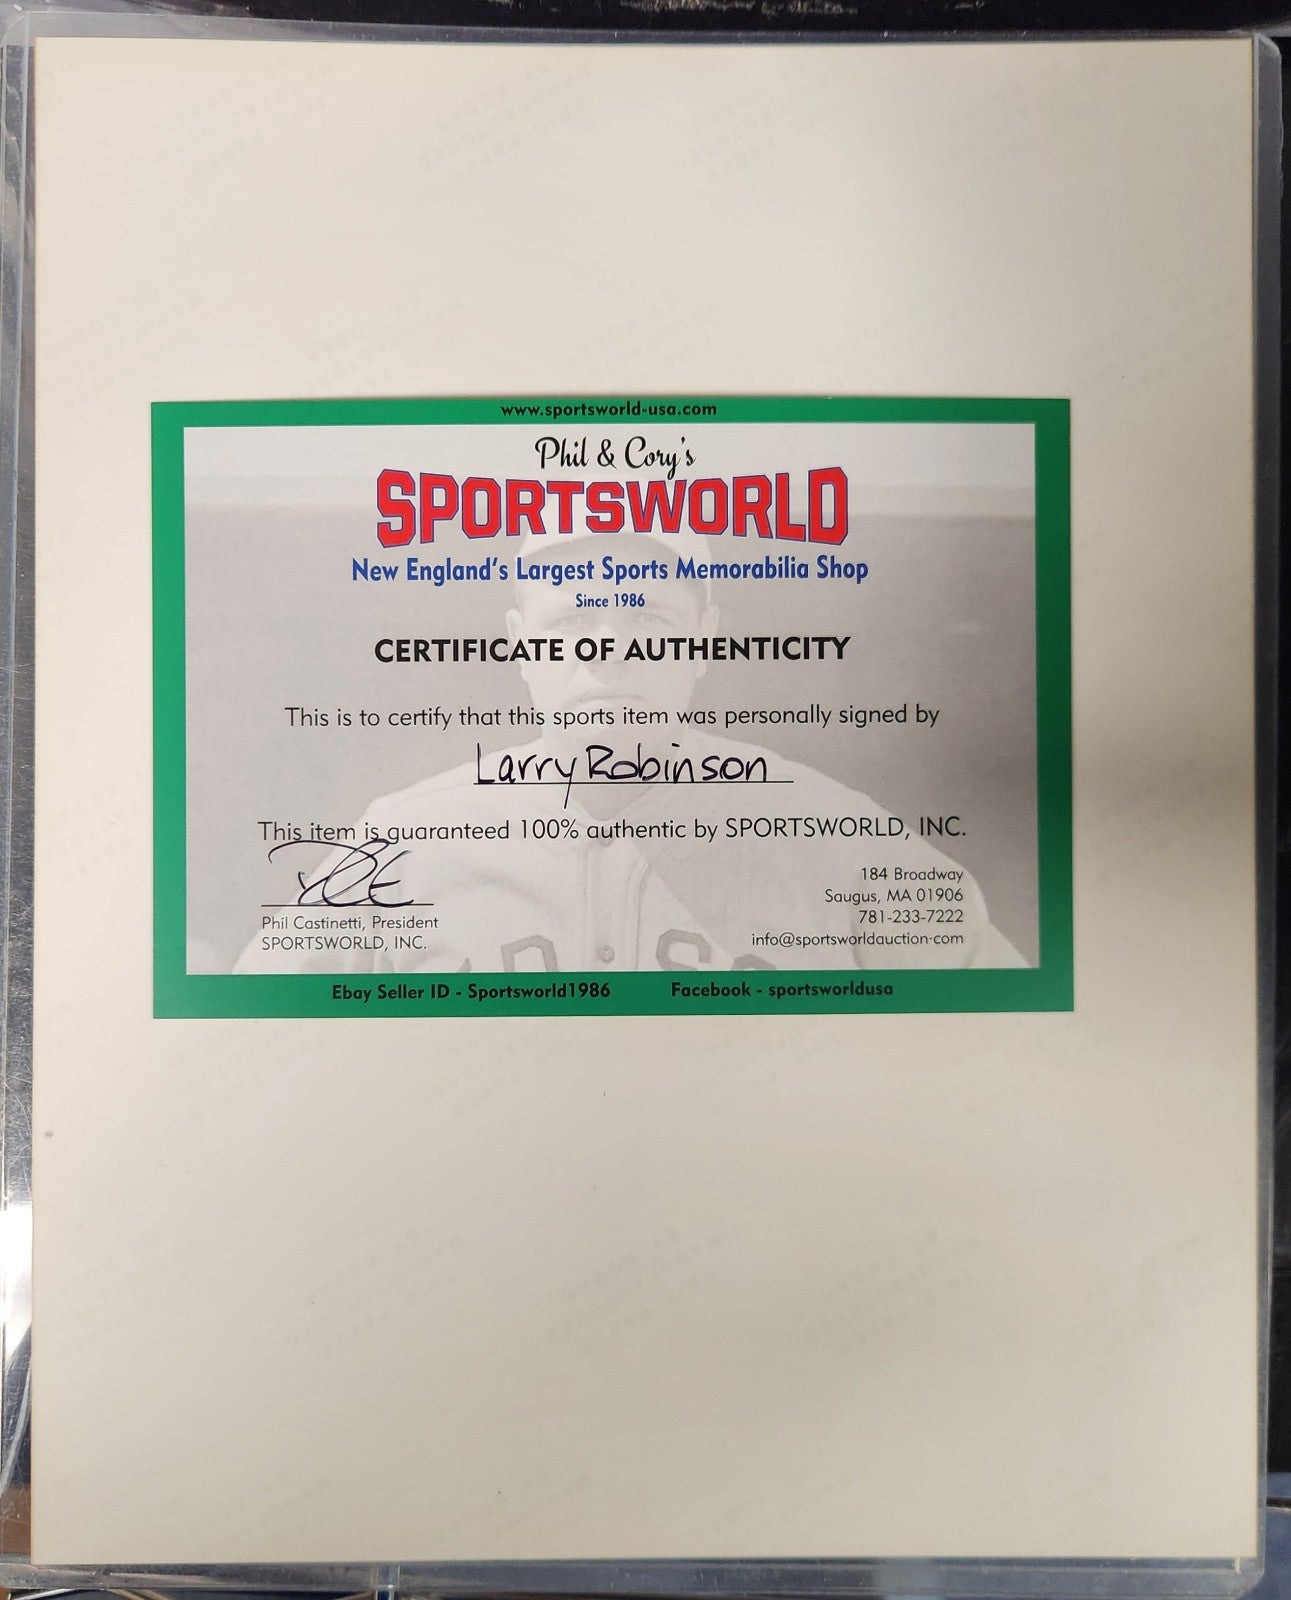 www.sportsworld-usa.com
Phil & Cory's
SPORTSWORLD
New England's Largest Sports Memorabilia Shop
Since 1986
CERTIFICATE OF AUTHENTICITY
This is to certify that this sports item was personally signed by
Larry Robinson
This item is guaranteed 100% authentic by SPORTSWORLD, INC.
Phil Castinetti, President
SPORTSWORLD, INC.
184 Broadway
Saugus, MA 01906
781-233-7222
info@sportsworldauction.com
Ebay Seller ID - Sportsworld1986
Facebook - sportsworldusa